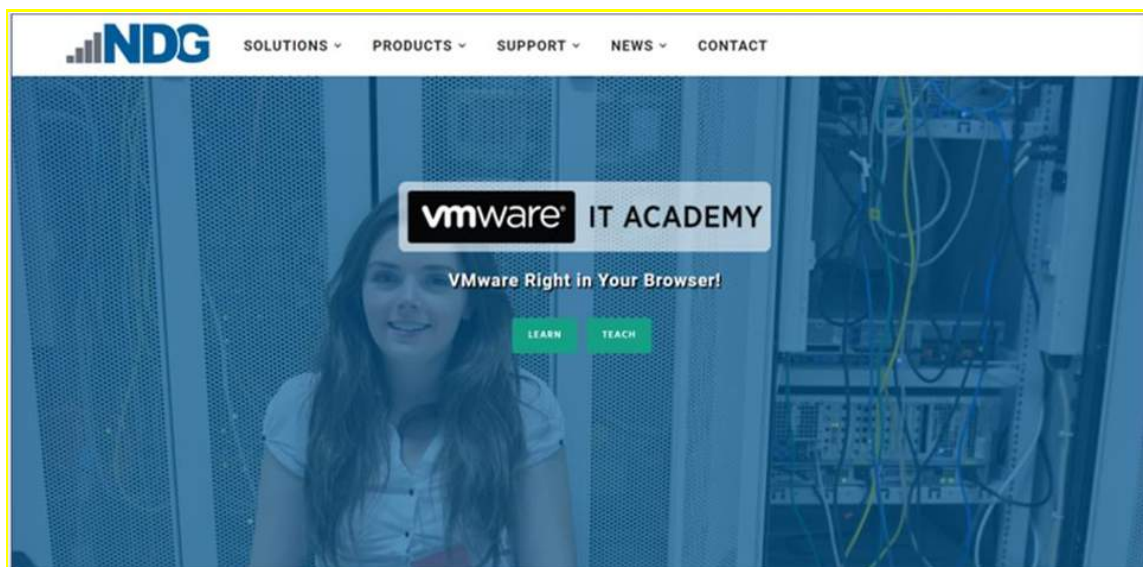 NDG SOLUTIONS PRODUCTS SUPPORT NEWS CONTACT
vmware® IT ACADEMY
VMware Right in Your Browser!
LEARN TEACH